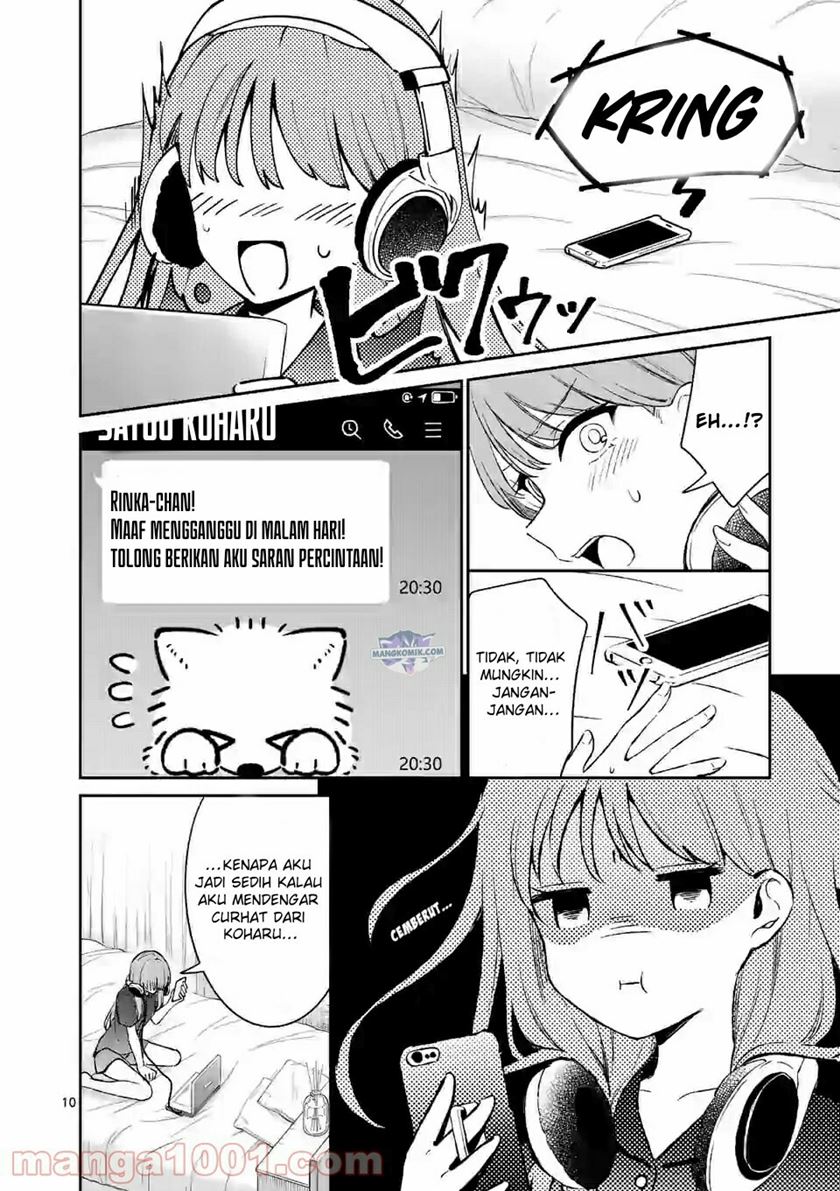 KRING
ビクウッ
EH...!?
SATOU KOHARU
RINKA-CHAN!
MAAF MENGGANGGU DI MALAM HARI!
TOLONG BERIKAN AKU SARAN PERCINTAAN!
20:30
MANGKOMIK.COM
20:30
TIDAK, TIDAK
MUNGKIN...
JANGAN-
JANGAN...
CEMBERUT...
...KENAPA AKU
JADI SEDIH KALAU
AKU MENDENGAR
CURHAT DARI
KOHARU...
10
manga1001.com